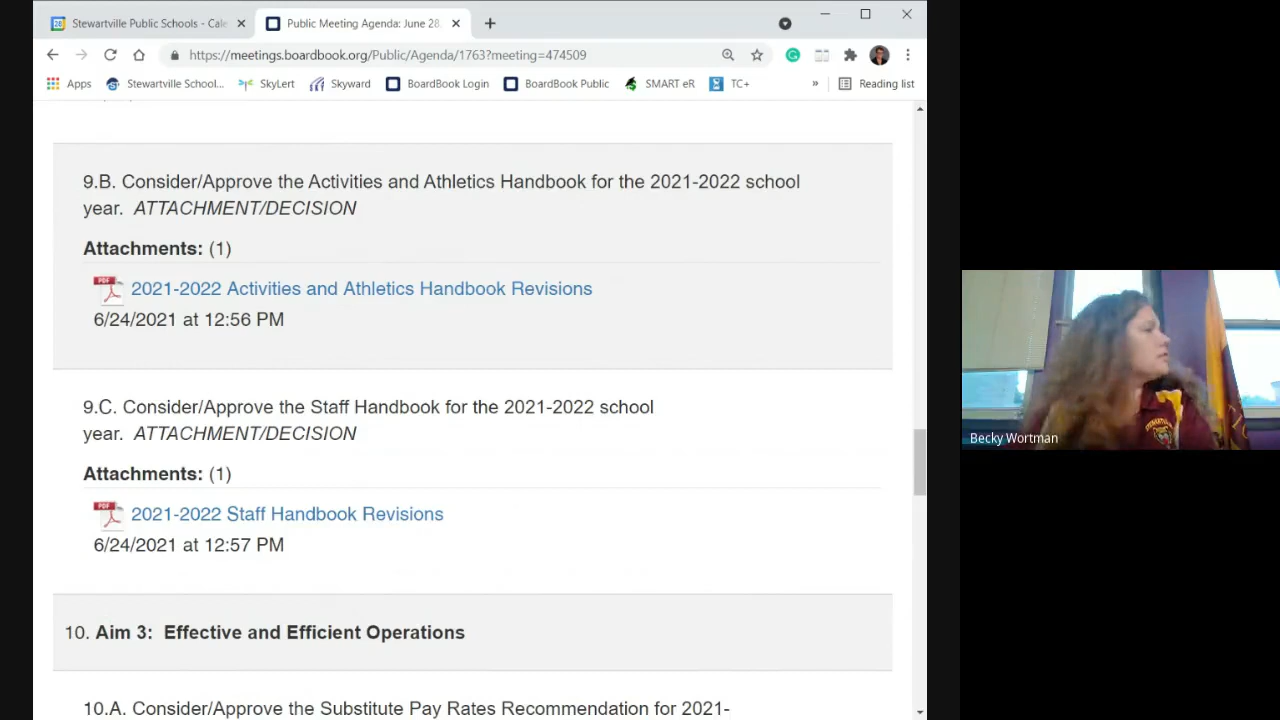 Stewartville Public Schools - Cale
Public Meeting Agenda: June 28,
https://meetings.boardbook.org/Public/Agenda/1763?meeting=474509
Apps Stewartville School... SkyLert Skyward BoardBook Login BoardBook Public SMART eR TC+ » Reading list
9.B. Consider/Approve the Activities and Athletics Handbook for the 2021-2022 school
year. ATTACHMENT/DECISION
Attachments: (1)
2021-2022 Activities and Athletics Handbook Revisions
6/24/2021 at 12:56 PM
9.C. Consider/Approve the Staff Handbook for the 2021-2022 school
year. ATTACHMENT/DECISION
Attachments: (1)
2021-2022 Staff Handbook Revisions
6/24/2021 at 12:57 PM
10. Aim 3: Effective and Efficient Operations
10.A. Consider/Approve the Substitute Pay Rates Recommendation for 2021-
Becky Wortman